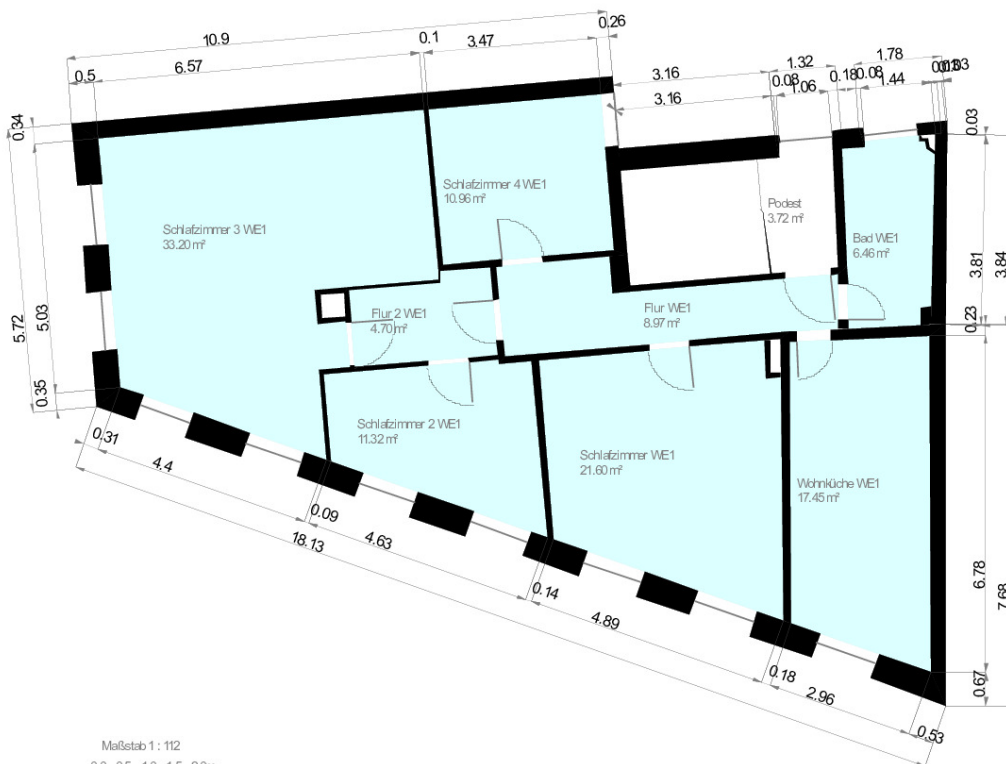 0.26
10.9
0.1
3.47
0.5
6.57
3.16
1.32
1.78
0.08
1.06
0.18
0.08
1.44
3.16
0.03
0.34
0.03
Schlafzimmer 4 WE1
10.96 m²
Schlafzimmer 3 WE1
33.20 m²
Podest
3.72 m²
Bad WE1
6.46 m²
3.81
3.84
5.72
5.03
Flur 2 WE1
4.70 m²
Flur WE1
8.97 m²
0.23
0.35
Schlafzimmer 2 WE1
11.32 m²
Schlafzimmer WE1
21.60 m²
Wohnküche WE1
17.45 m²
0.31
4.4
0.09
18.13
4.63
0.14
4.89
0.18
2.96
0.53
6.78
7.68
0.67
Maßstab 1 : 112